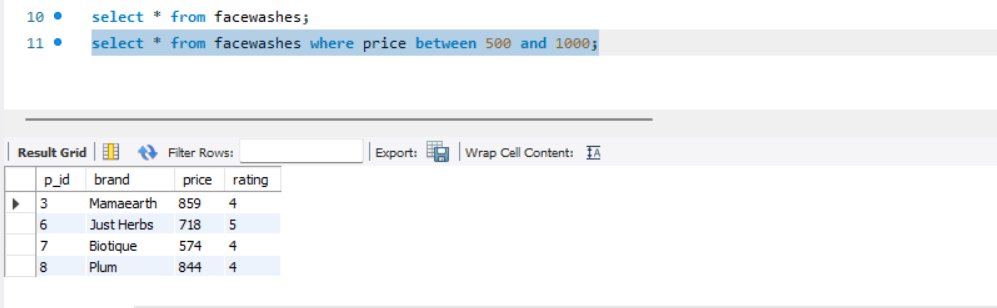 10 select * from facewashes;
11 select * from facewashes where price between 500 and 1000;
Result Grid Filter Rows: Export: Wrap Cell Content: IA
p_id brand price rating
3 Mamaearth 859 4
6 Just Herbs 718 5
7 Biotique 574 4
8 Plum 844 4